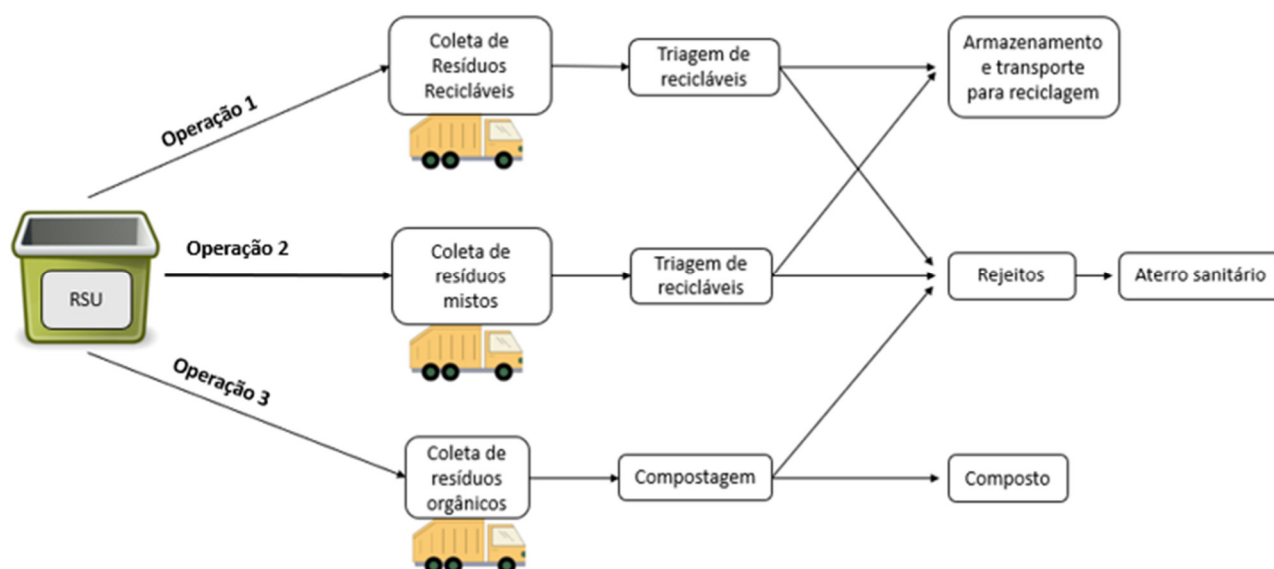 Operação 1
Coleta de
Resíduos
Recicláveis
Triagem de
recicláveis
Armazenamento
e transporte
para reciclagem
RSU
Operação 2
Coleta de
resíduos
mistos
Triagem de
recicláveis
Rejeitos
Aterro sanitário
Operação 3
Coleta de
resíduos
orgânicos
Compostagem
Composto